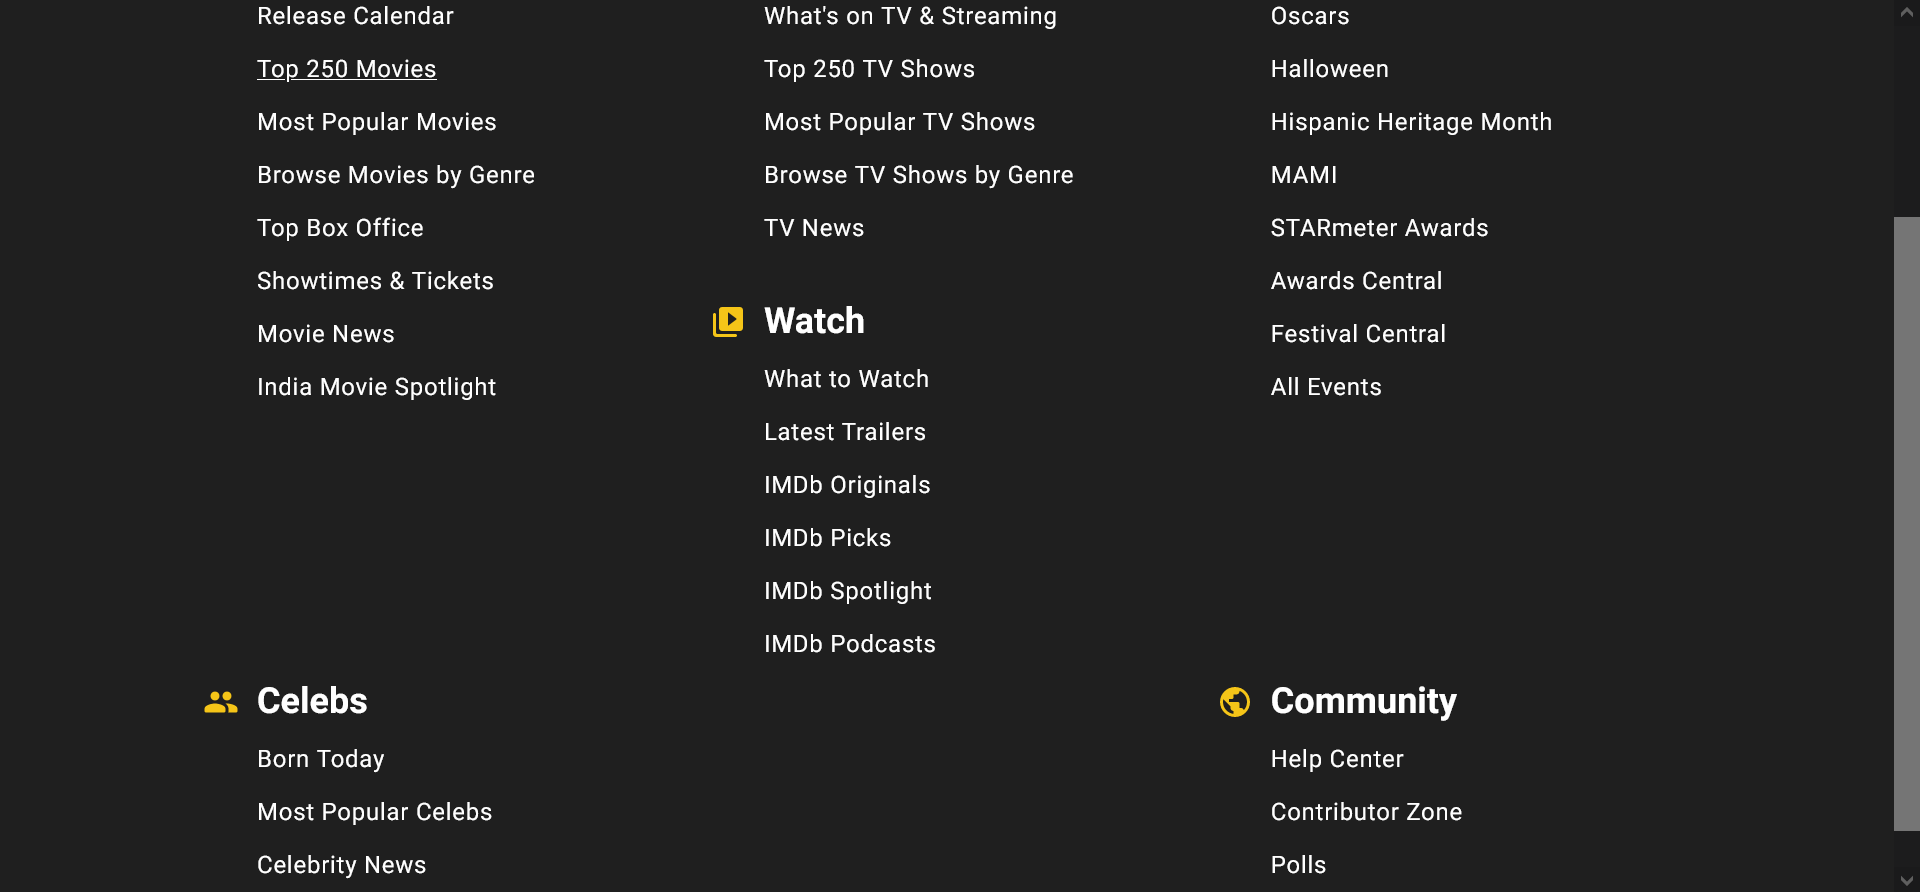 Release Calendar
Top 250 Movies
Most Popular Movies
Browse Movies by Genre
Top Box Office
Showtimes & Tickets
Movie News
India Movie Spotlight
What's on TV & Streaming
Top 250 TV Shows
Most Popular TV Shows
Browse TV Shows by Genre
TV News
Watch
What to Watch
Latest Trailers
IMDb Originals
IMDb Picks
IMDb Spotlight
IMDb Podcasts
Oscars
Halloween
Hispanic Heritage Month
MAMI
STARmeter Awards
Awards Central
Festival Central
All Events
Celebs
Born Today
Most Popular Celebs
Celebrity News
Community
Help Center
Contributor Zone
Polls